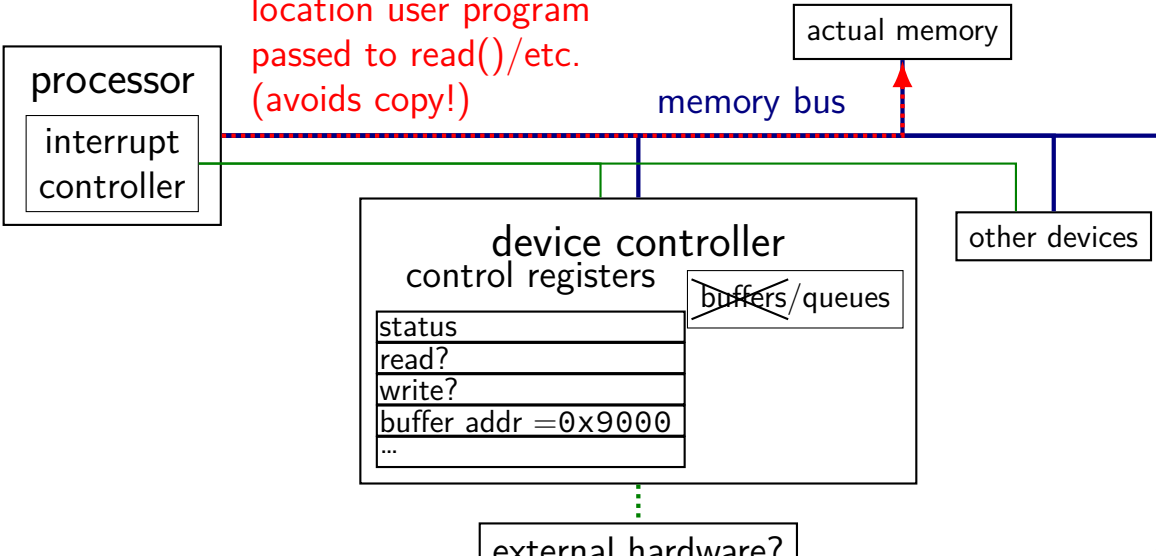 location user program
passed to read()/etc.
(avoids copy!)
actual memory
processor
memory bus
interrupt
controller
device controller
other devices
control registers
buffers/queues
status
read?
write?
buffer addr =0x9000
…
external hardware?